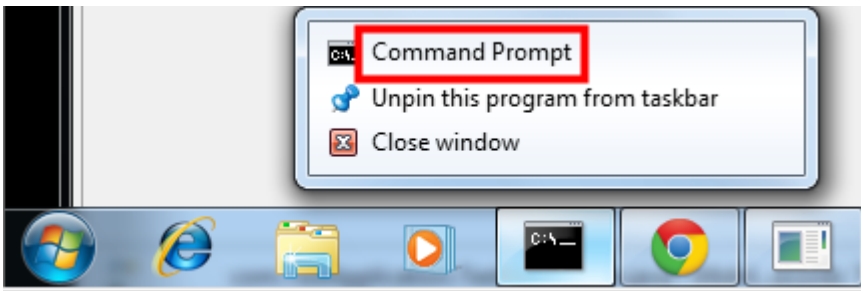 C:\.
Command Prompt
Unpin this program from taskbar
Close window
C:\_